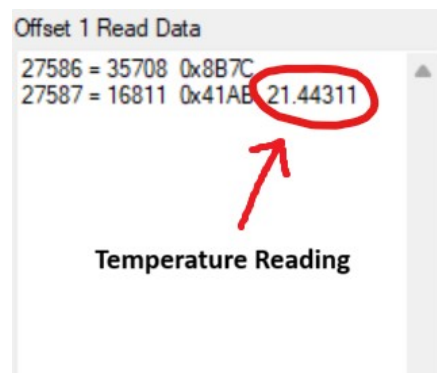 Offset 1 Read Data
27586 = 35708 0x8B7C
27587 = 16811 0x41AB 21.44311
Temperature Reading